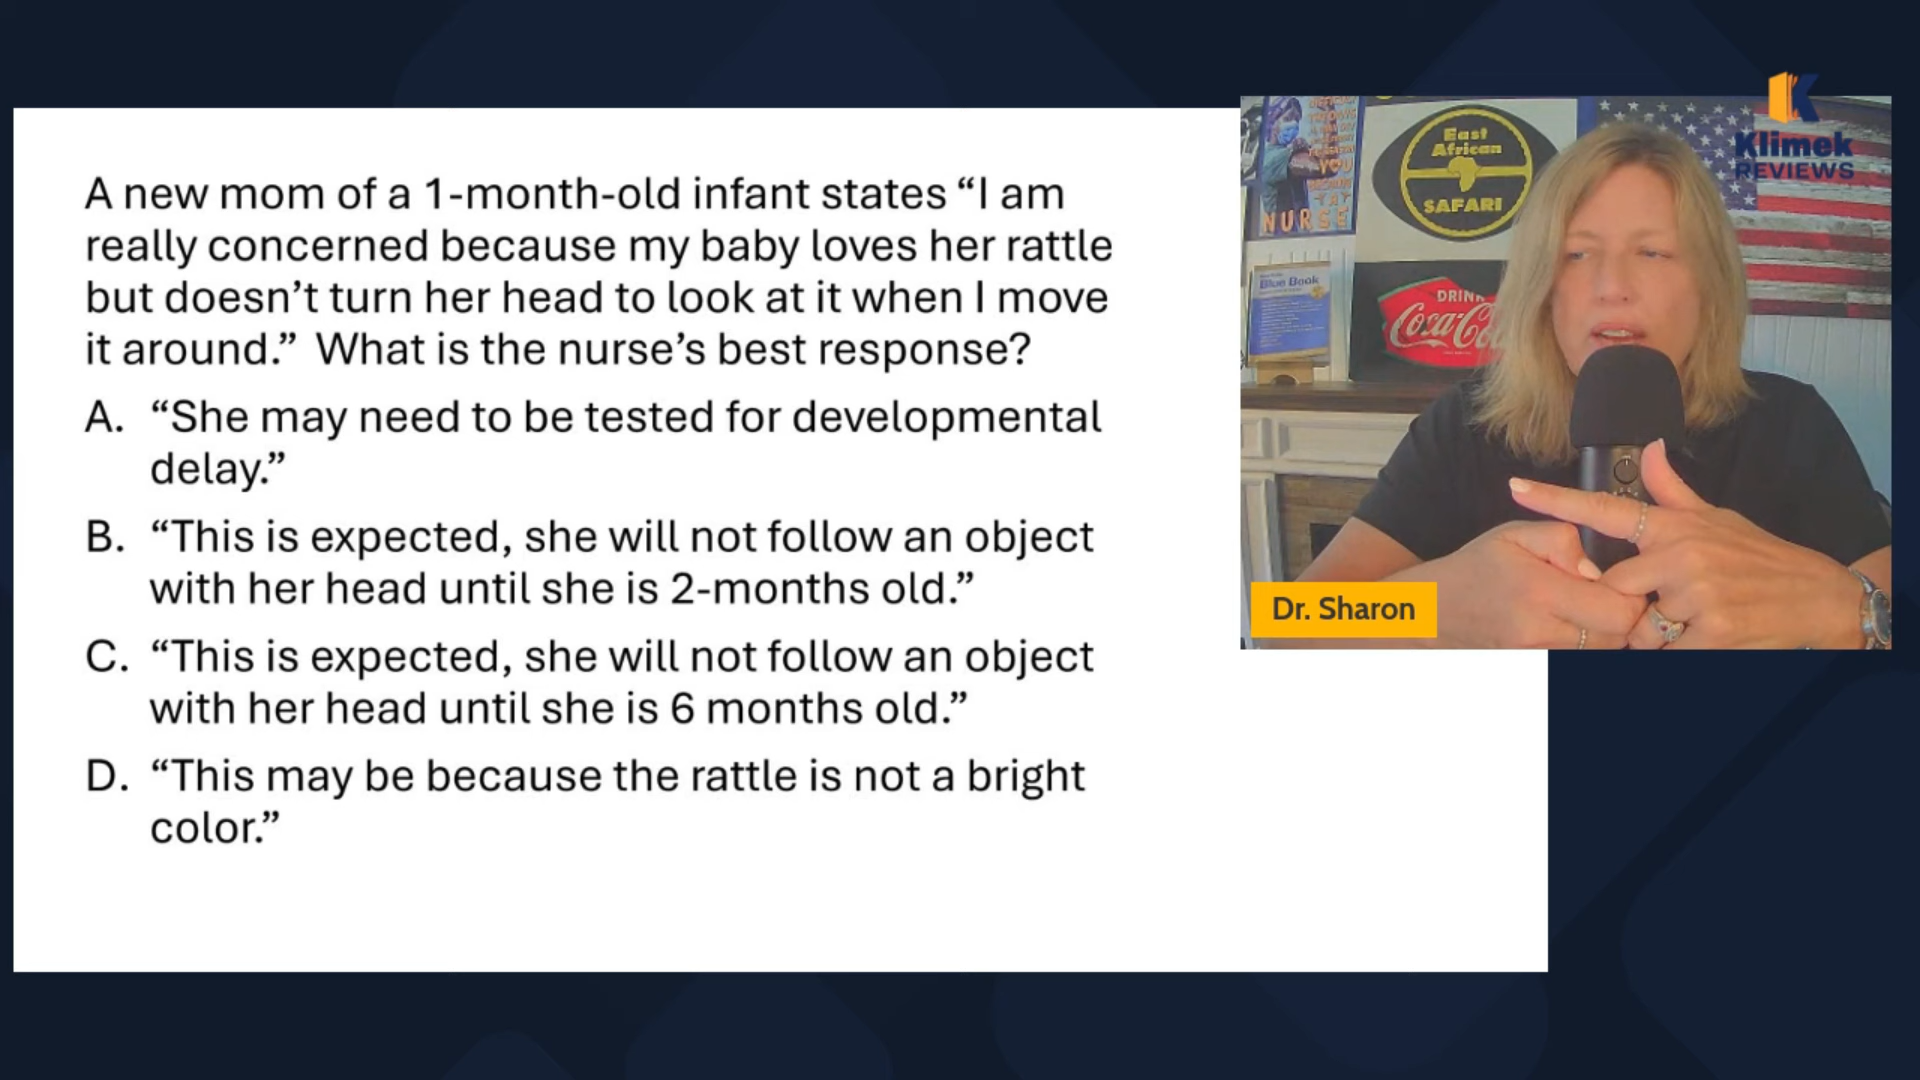 A new mom of a 1-month-old infant states “I am
really concerned because my baby loves her rattle
but doesn’t turn her head to look at it when I move
it around.” What is the nurse’s best response?
A. “She may need to be tested for developmental
delay.”
B. “This is expected, she will not follow an object
with her head until she is 2-months old.”
C. “This is expected, she will not follow an object
with her head until she is 6 months old.”
D. “This may be because the rattle is not a bright
color.”
YOU
NURSE
East
African
SAFARI
Blue Book
DRINK
Coca-Co
Klimek
REVIEWS
Dr. Sharon